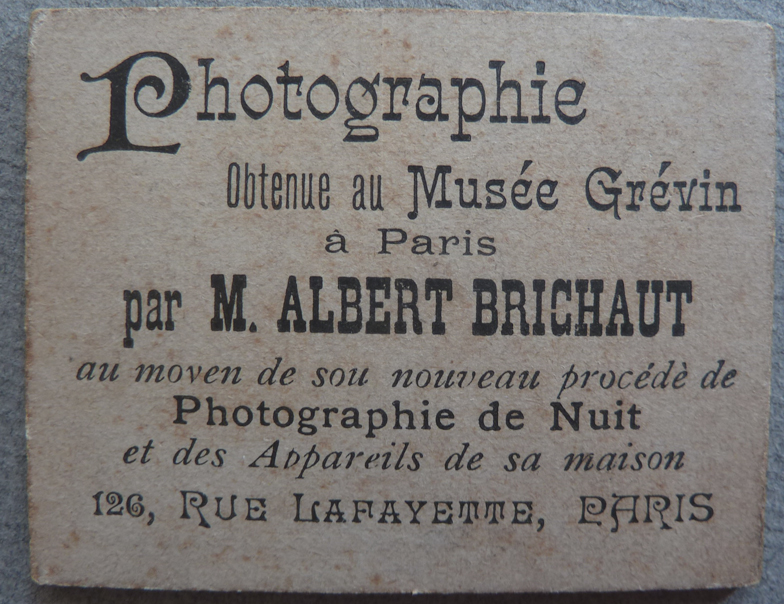 Photographie
Obtenue au Musée Grévin
à Paris
par M. ALBERT BRICHAUT
au moven de sou nouveau procédè de
Photographie de Nuit
et des Appareils de sa maison
126, RUE LAFAYETTE, PARIS